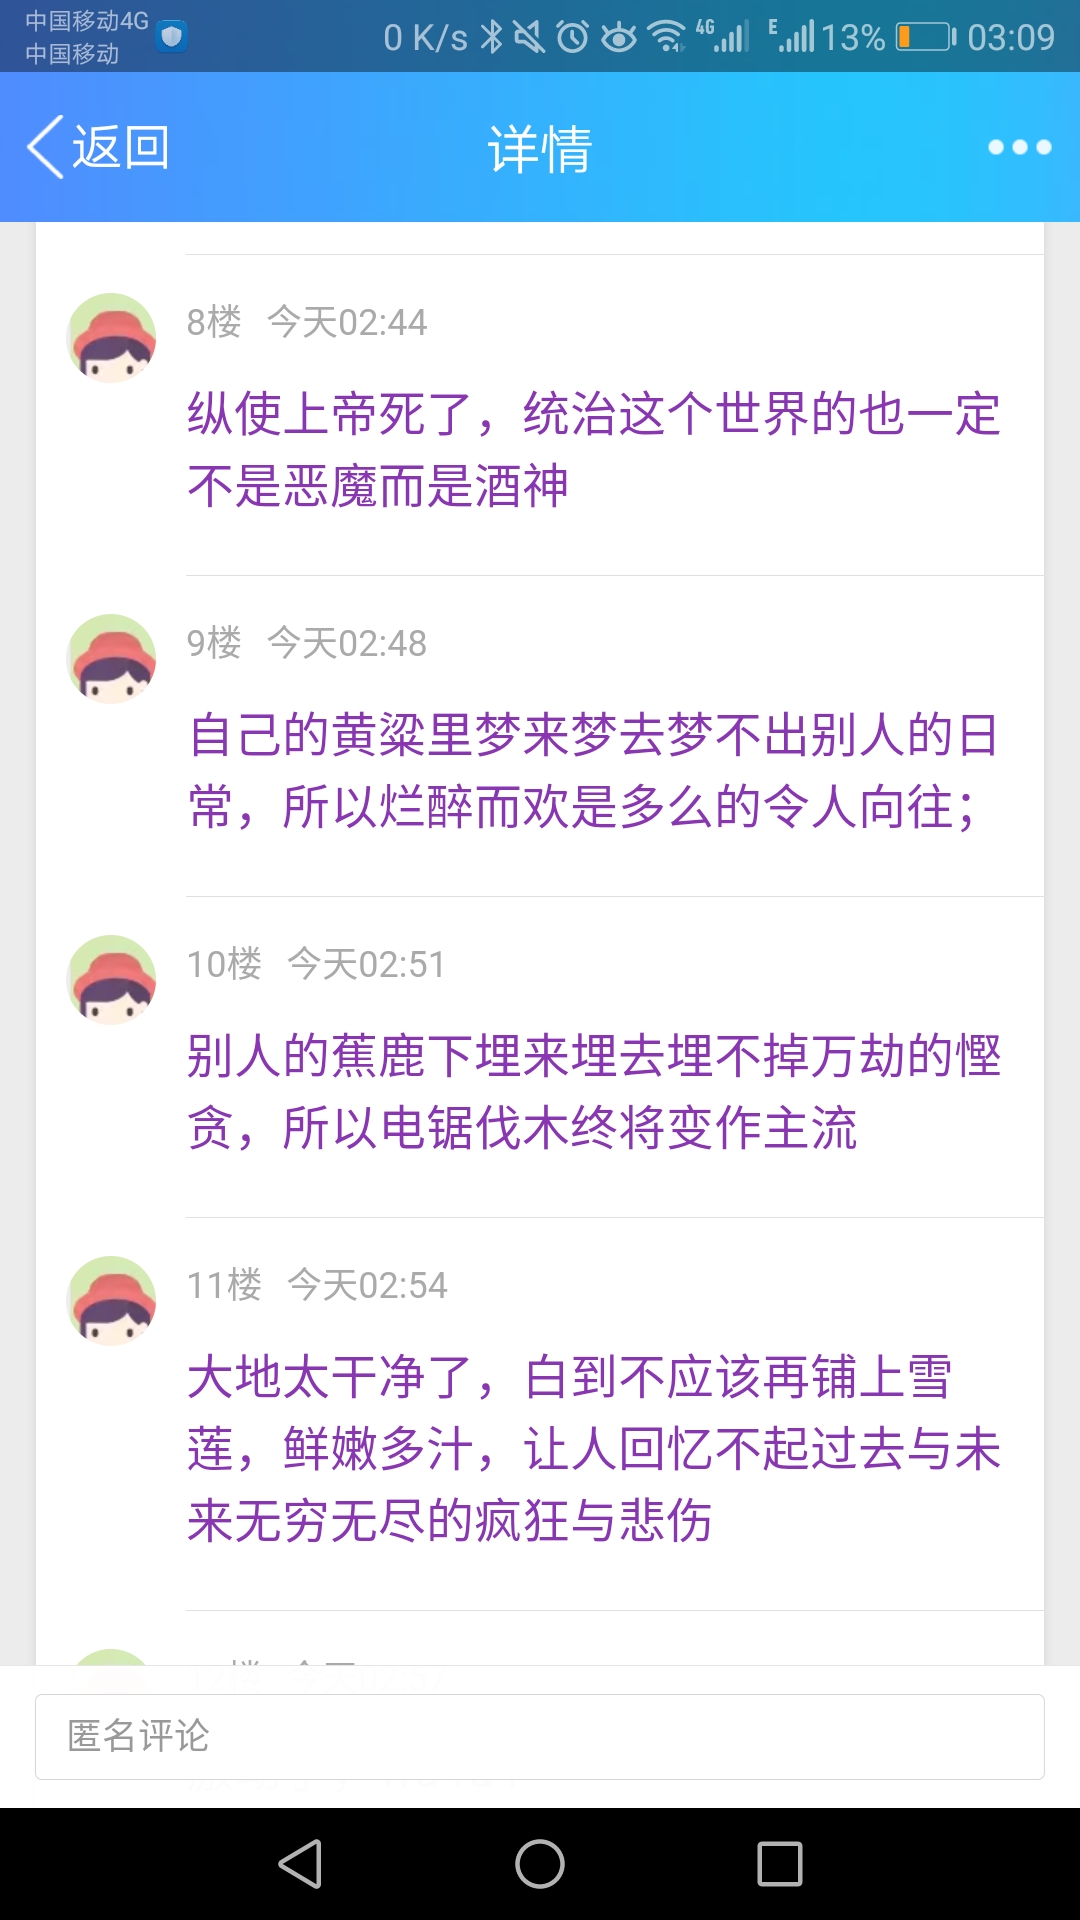 中国移动4G
中国移动
0 K/s 4G E 13% 03:09
返回 详情
8楼 今天02:44
纵使上帝死了，统治这个世界的也一定
不是恶魔而是酒神
9楼 今天02:48
自己的黄粱里梦来梦去梦不出别人的日
常，所以烂醉而欢是多么的令人向往；
10楼 今天02:51
别人的蕉鹿下埋来埋去埋不掉万劫的悭
贪，所以电锯伐木终将变作主流
11楼 今天02:54
大地太干净了，白到不应该再铺上雪
莲，鲜嫩多汁，让人回忆不起过去与未
来无穷无尽的疯狂与悲伤
12楼 今天02:57
匿名评论